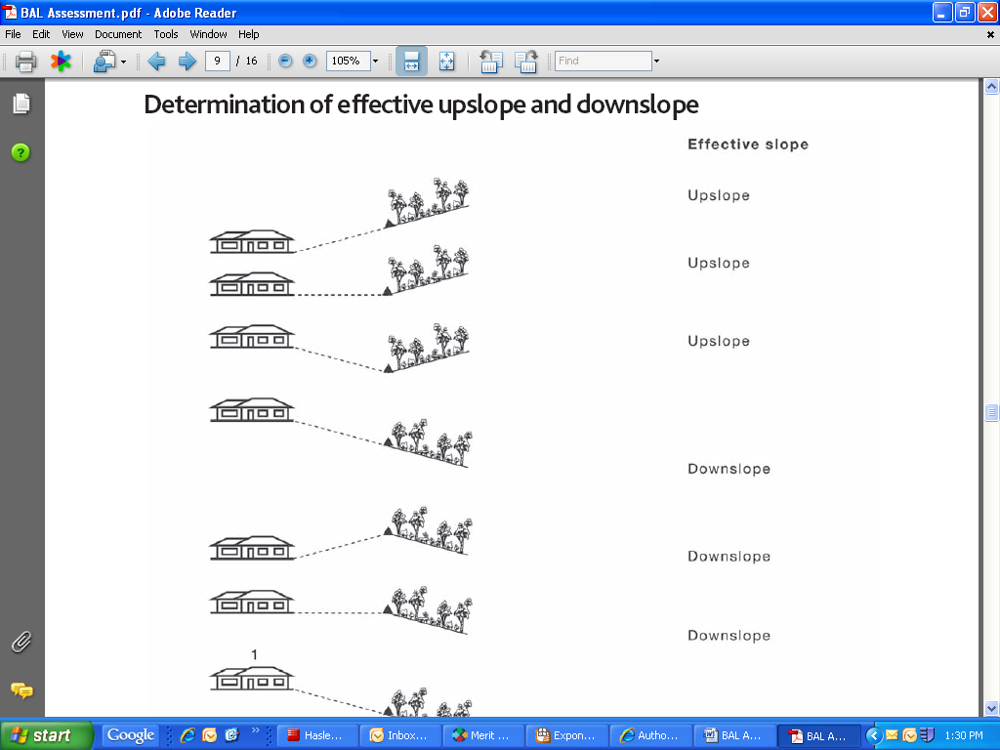 BAL Assessment.pdf - Adobe Reader
File Edit View Document Tools Window Help
9 / 16 105% Find
Determination of effective upslope and downslope
Effective slope
Upslope
Upslope
Upslope
Downslope
Downslope
Downslope
1
start Google » Hasle... Inbox... Merit ... Expon... Autho... BAL A... BAL A... 1:30 PM